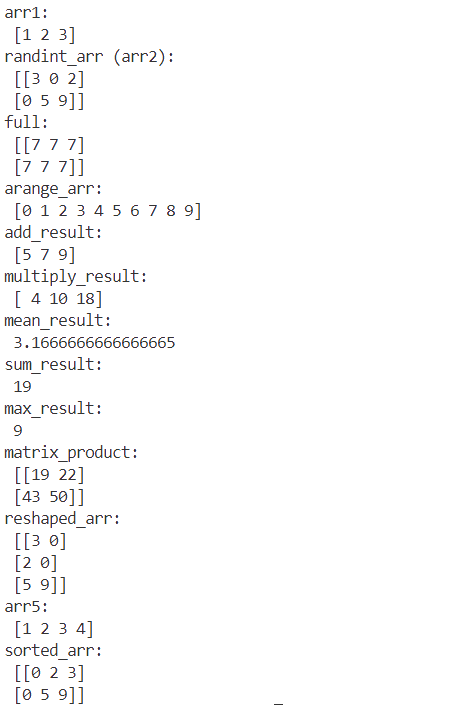 arr1:
[1 2 3]
randint_arr (arr2):
[[3 0 2]
[0 5 9]]
full:
[[7 7 7]
[7 7 7]]
arange_arr:
[0 1 2 3 4 5 6 7 8 9]
add_result:
[5 7 9]
multiply_result:
[ 4 10 18]
mean_result:
3.1666666666666665
sum_result:
19
max_result:
9
matrix_product:
[[19 22]
[43 50]]
reshaped_arr:
[[3 0]
[2 0]
[5 9]]
arr5:
[1 2 3 4]
sorted_arr:
[[0 2 3]
[0 5 9]]